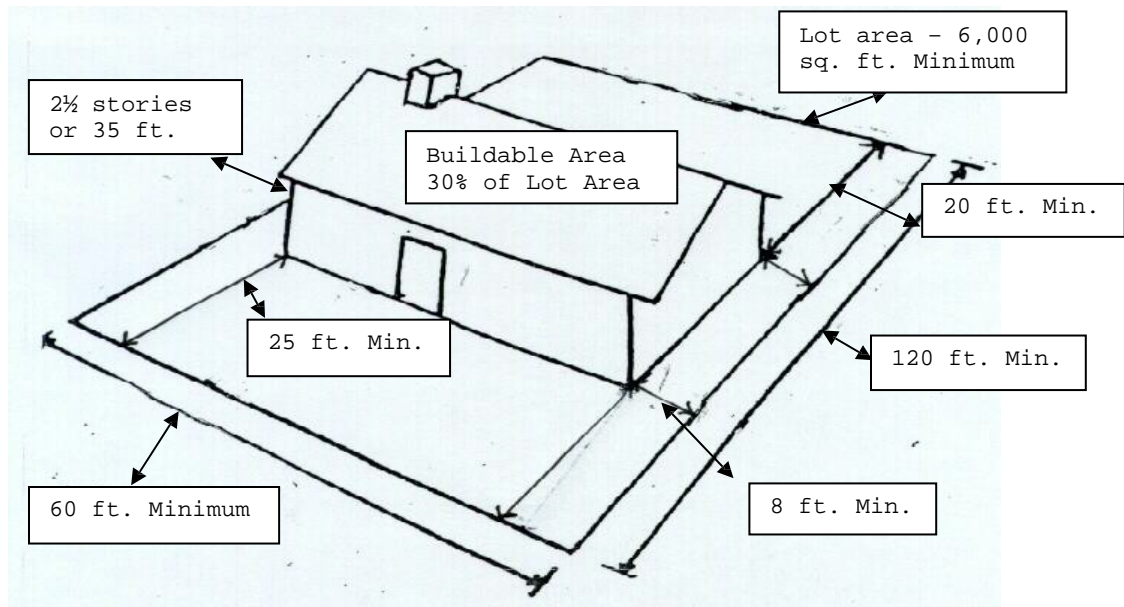 Lot area – 6,000
sq. ft. Minimum
2½ stories
or 35 ft.
Buildable Area
30% of Lot Area
20 ft. Min.
25 ft. Min.
120 ft. Min.
60 ft. Minimum
8 ft. Min.